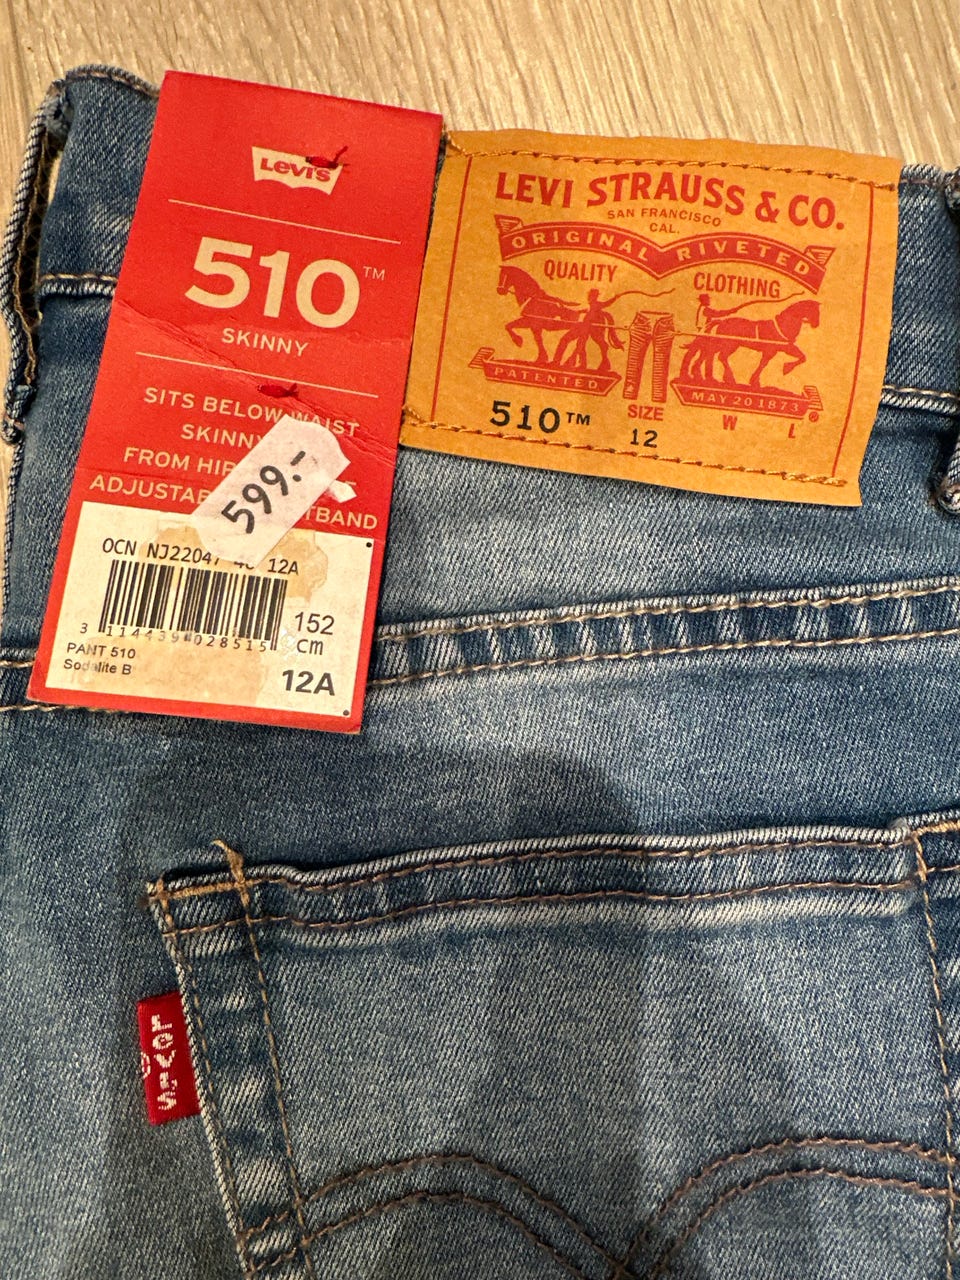 Levi's
510™
SKINNY
SITS BELOW WAIST
SKINNY
FROM HIP
ADJUSTAB TBAND
599.-
OCN NJ22047 12A
3 114439 028515
152
cm
PANT 510
Sodalite B
12A
LEVI STRAUSS & CO.
SAN FRANCISCO
CAL.
ORIGINAL RIVETED
QUALITY CLOTHING
PATENTED MAY 20 1873 ®
510™ SIZE W L
12
LEVI'S